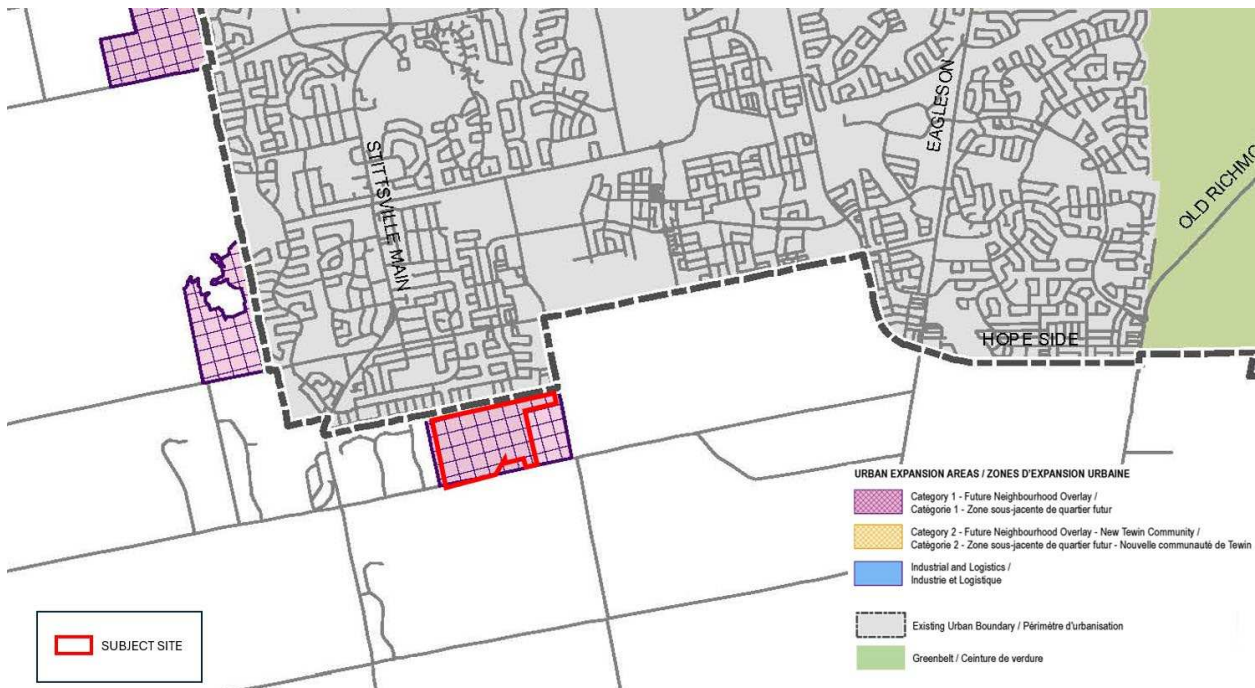 STITTSVILLE MAIN
EAGLESON
OLD RICHMO
HOPE SIDE
URBAN EXPANSION AREAS / ZONES D'EXPANSION URBAINE
Category 1 - Future Neighbourhood Overlay /
Catégorie 1 - Zone sous-jacente de quartier futur
Category 2 - Future Neighbourhood Overlay - New Tewin Community /
Catégorie 2 - Zone sous-jacente de quartier futur - Nouvelle communauté de Tewin
Industrial and Logistics /
Industrie et Logistique
Existing Urban Boundary / Périmètre d'urbanisation
Greenbelt / Ceinture de verdure
SUBJECT SITE